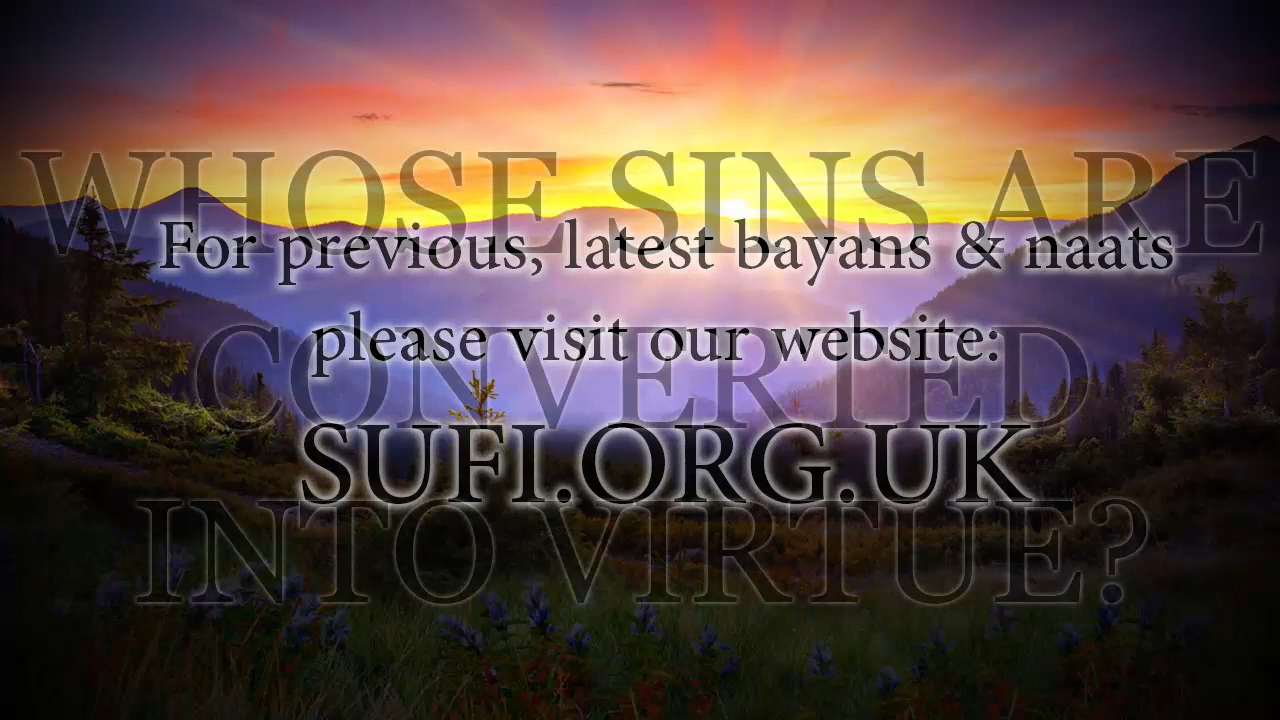 WHOSE SINS ARE
For previous, latest bayans & naats
please visit our website:
CONVERTED
SUFI.ORG.UK
INTO VIRTUE?